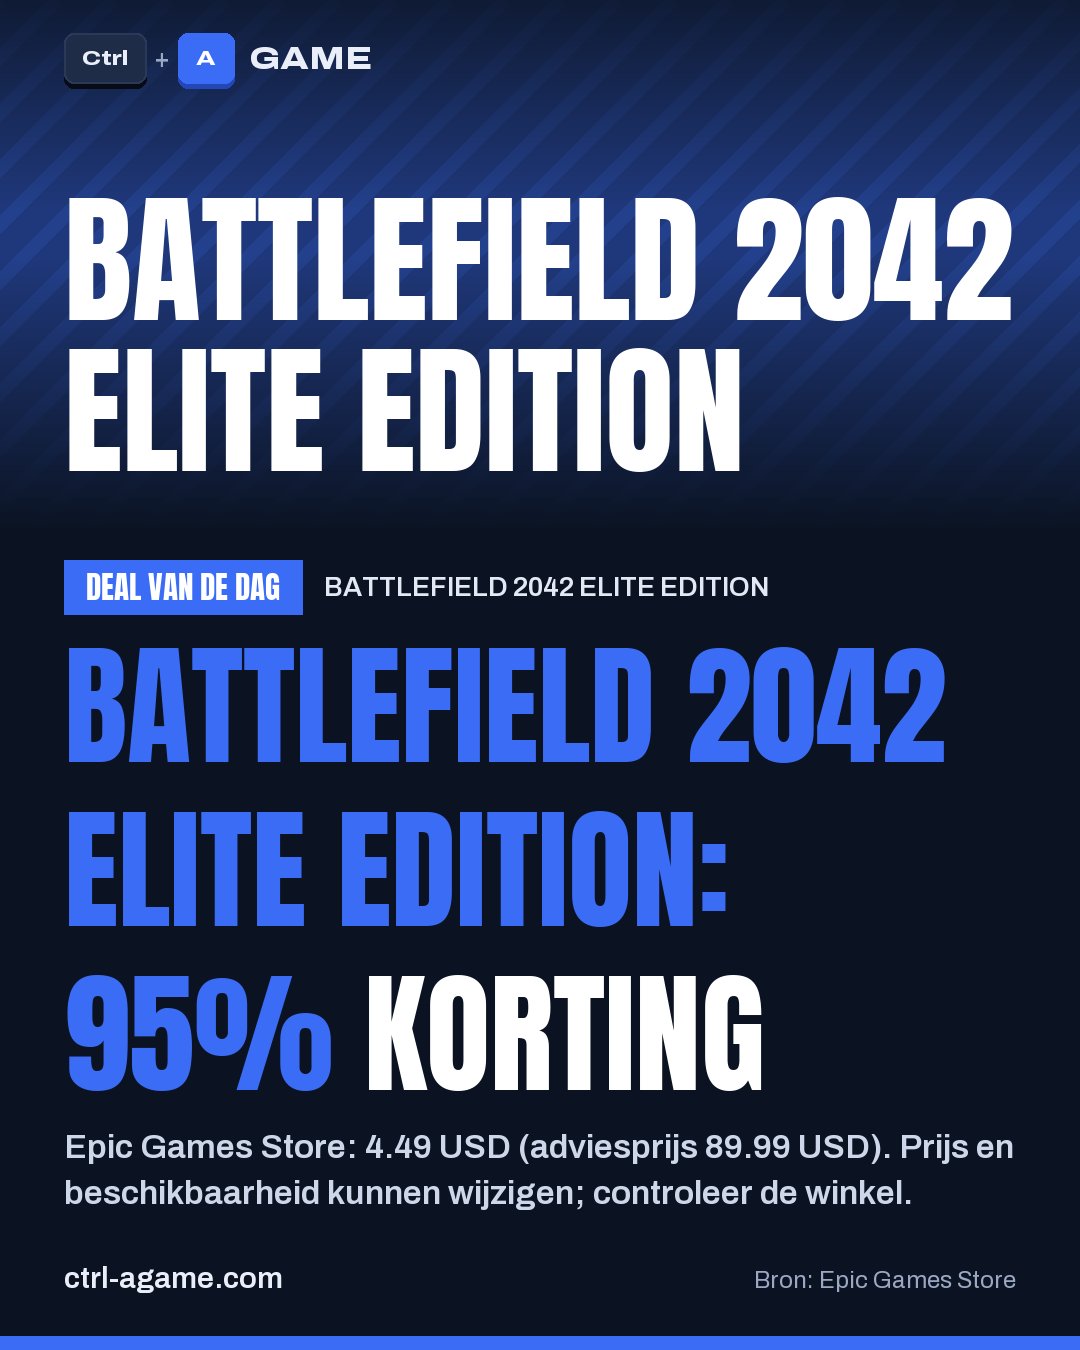 Ctrl + A GAME
BATTLEFIELD 2042
ELITE EDITION
DEAL VAN DE DAG BATTLEFIELD 2042 ELITE EDITION
BATTLEFIELD 2042
ELITE EDITION:
95% KORTING
Epic Games Store: 4.49 USD (adviesprijs 89.99 USD). Prijs en
beschikbaarheid kunnen wijzigen; controleer de winkel.
ctrl-agame.com Bron: Epic Games Store